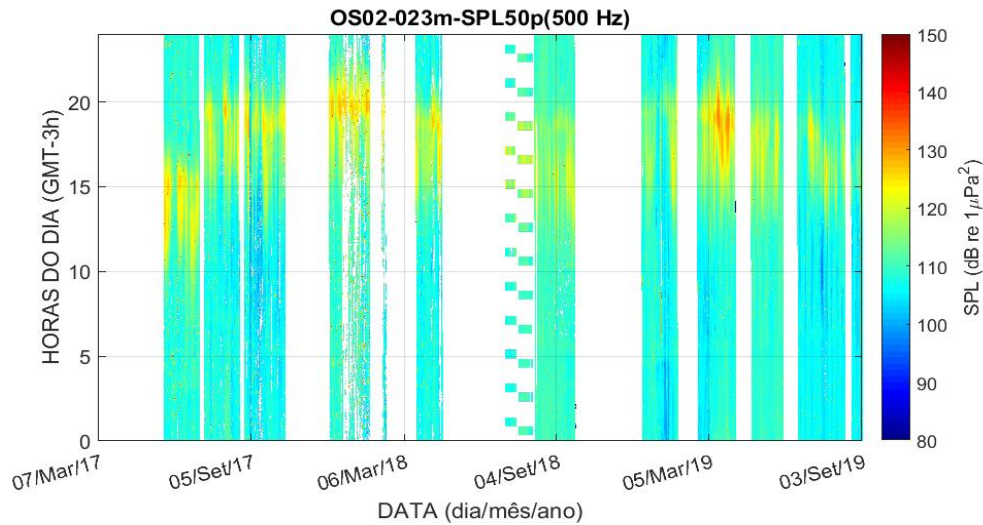 OS02-023m-SPL50p(500 Hz)
HORAS DO DIA (GMT-3h)
20
15
10
5
0
07/Mar/17
05/Set/17
06/Mar/18
04/Set/18
05/Mar/19
03/Set/19
DATA (dia/mês/ano)
150
140
130
120
110
100
90
80
SPL (dB re 1μPa²)